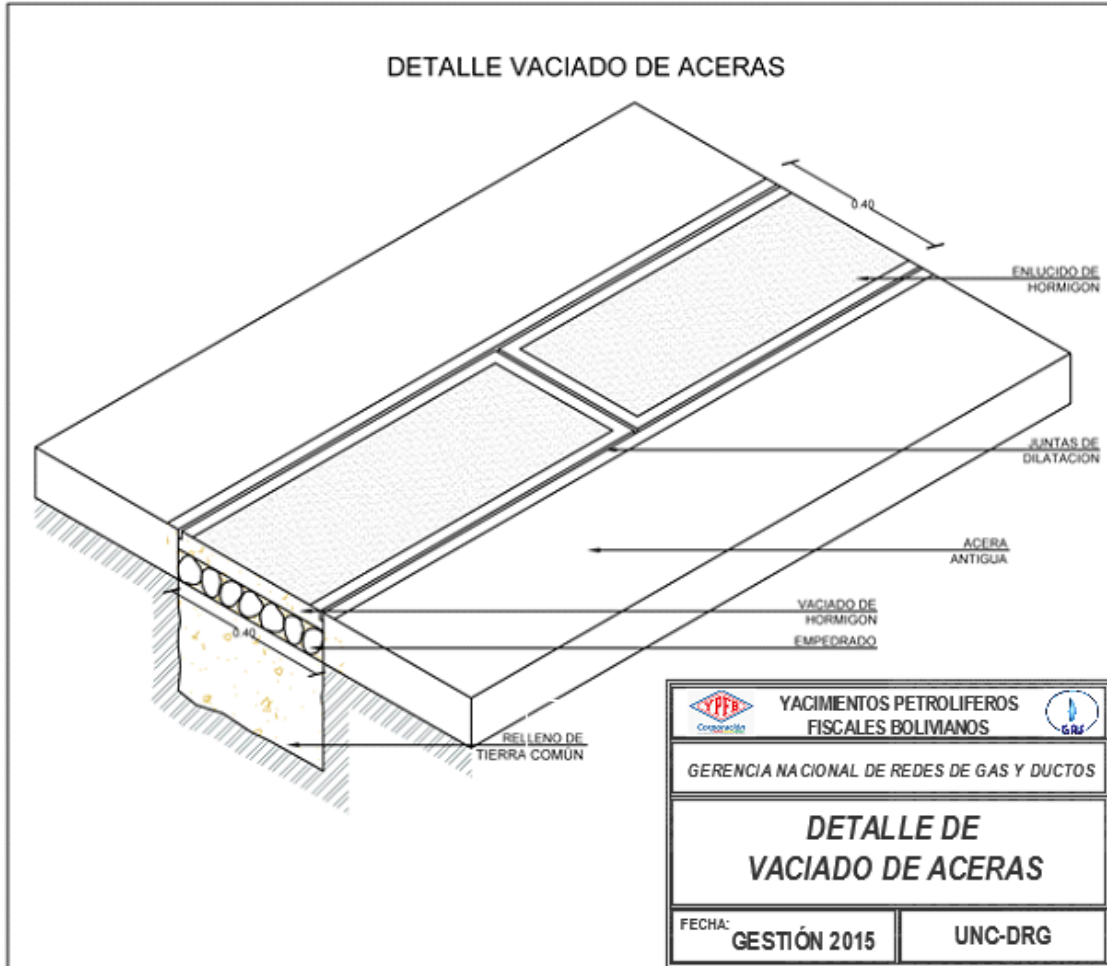 DETALLE VACIADO DE ACERAS
0.40
ENLUCIDO DE
HORMIGON
JUNTAS DE
DILATACION
ACERA
ANTIGUA
VACIADO DE
HORMIGON
EMPEDRADO
0.40
RELLENO DE
TIERRA COMÚN
YPFB
Corporación
YACIMIENTOS PETROLIFEROS
FISCALES BOLIVIANOS
GAS
GERENCIA NACIONAL DE REDES DE GAS Y DUCTOS
DETALLE DE
VACIADO DE ACERAS
FECHA:
GESTIÓN 2015
UNC-DRG